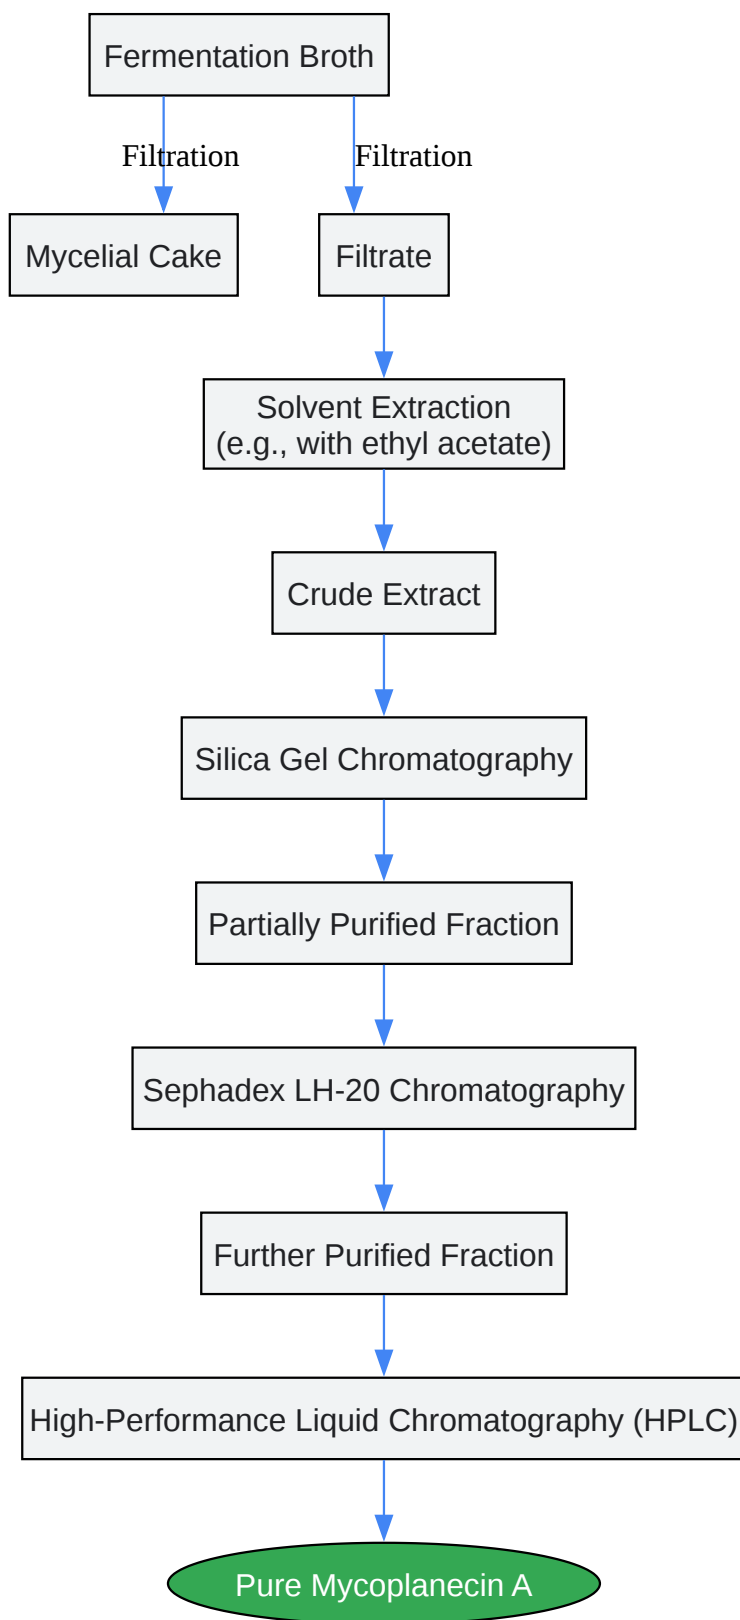 Fermentation Broth
Filtration
Filtration
Mycelial Cake
Filtrate
Solvent Extraction
(e.g., with ethyl acetate)
Crude Extract
Silica Gel Chromatography
Partially Purified Fraction
Sephadex LH-20 Chromatography
Further Purified Fraction
High-Performance Liquid Chromatography (HPLC)
Pure Mycoplanecin A